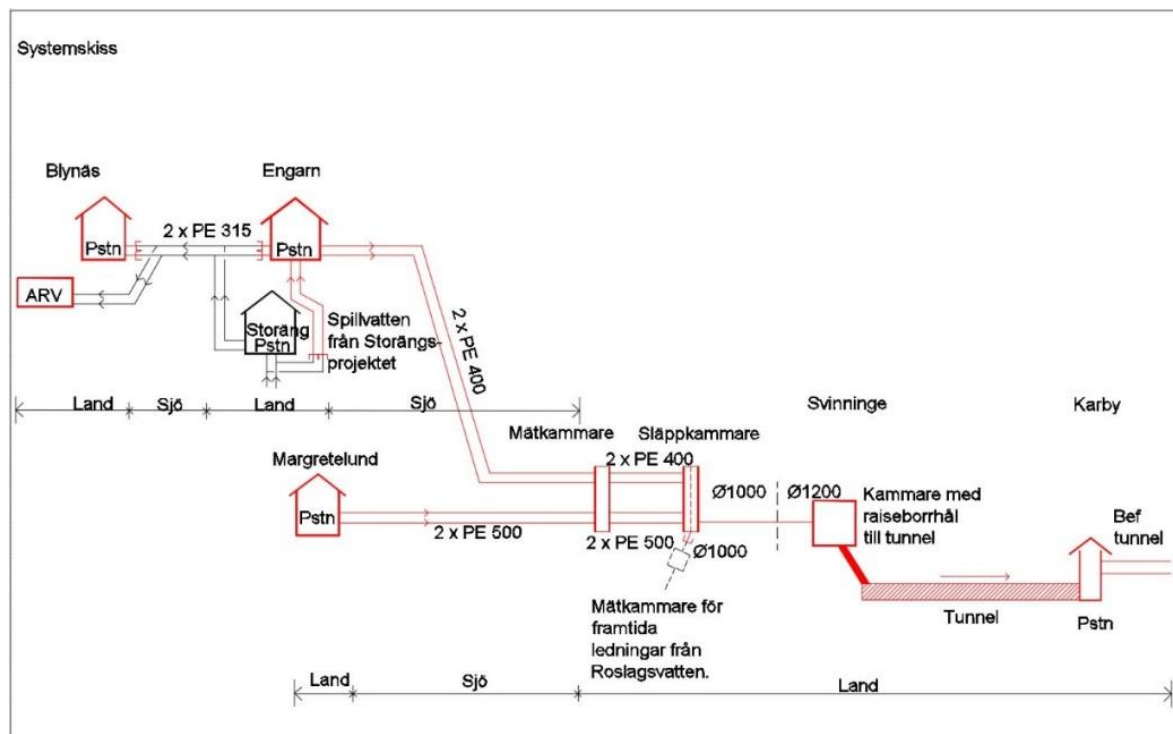 Systemskiss
Blynäs
Engarn
2 x PE 315
Pstn
Pstn
ARV
Storäng
Pstn
Spillvatten
från Storängs-
projektet
2 x PE 400
Land
Sjö
Land
Sjö
Svinninge
Karby
Mätkammare
Släppkammare
2 x PE 400
Margretelund
Pstn
2 x PE 500
2 x PE 500
Ø1000
Ø1200
Ø1000
Kammare med
raiseborrhål
till tunnel
Bef
tunnel
Tunnel
Pstn
Mätkammare för
framtida
ledningar från
Roslagsvatten.
Land
Sjö
Land